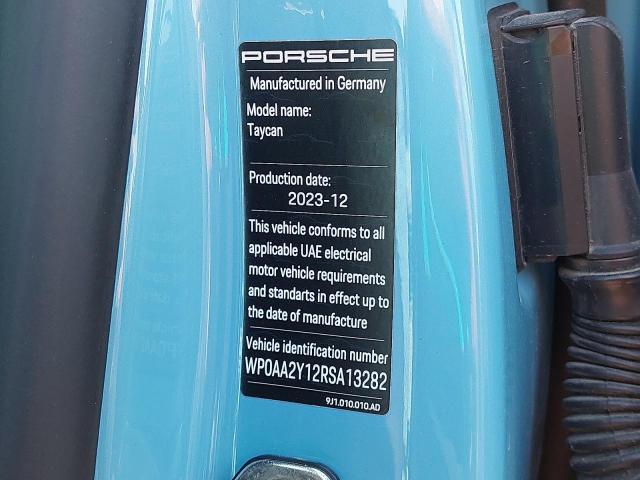 PORSCHE
Manufactured in Germany
Model name:
Taycan
Production date:
2023-12
This vehicle conforms to all
applicable UAE electrical
motor vehicle requirements
and standarts in effect up to
the date of manufacture
Vehicle identification number
WP0AA2Y12RSA13282
9J1.010.010.AD